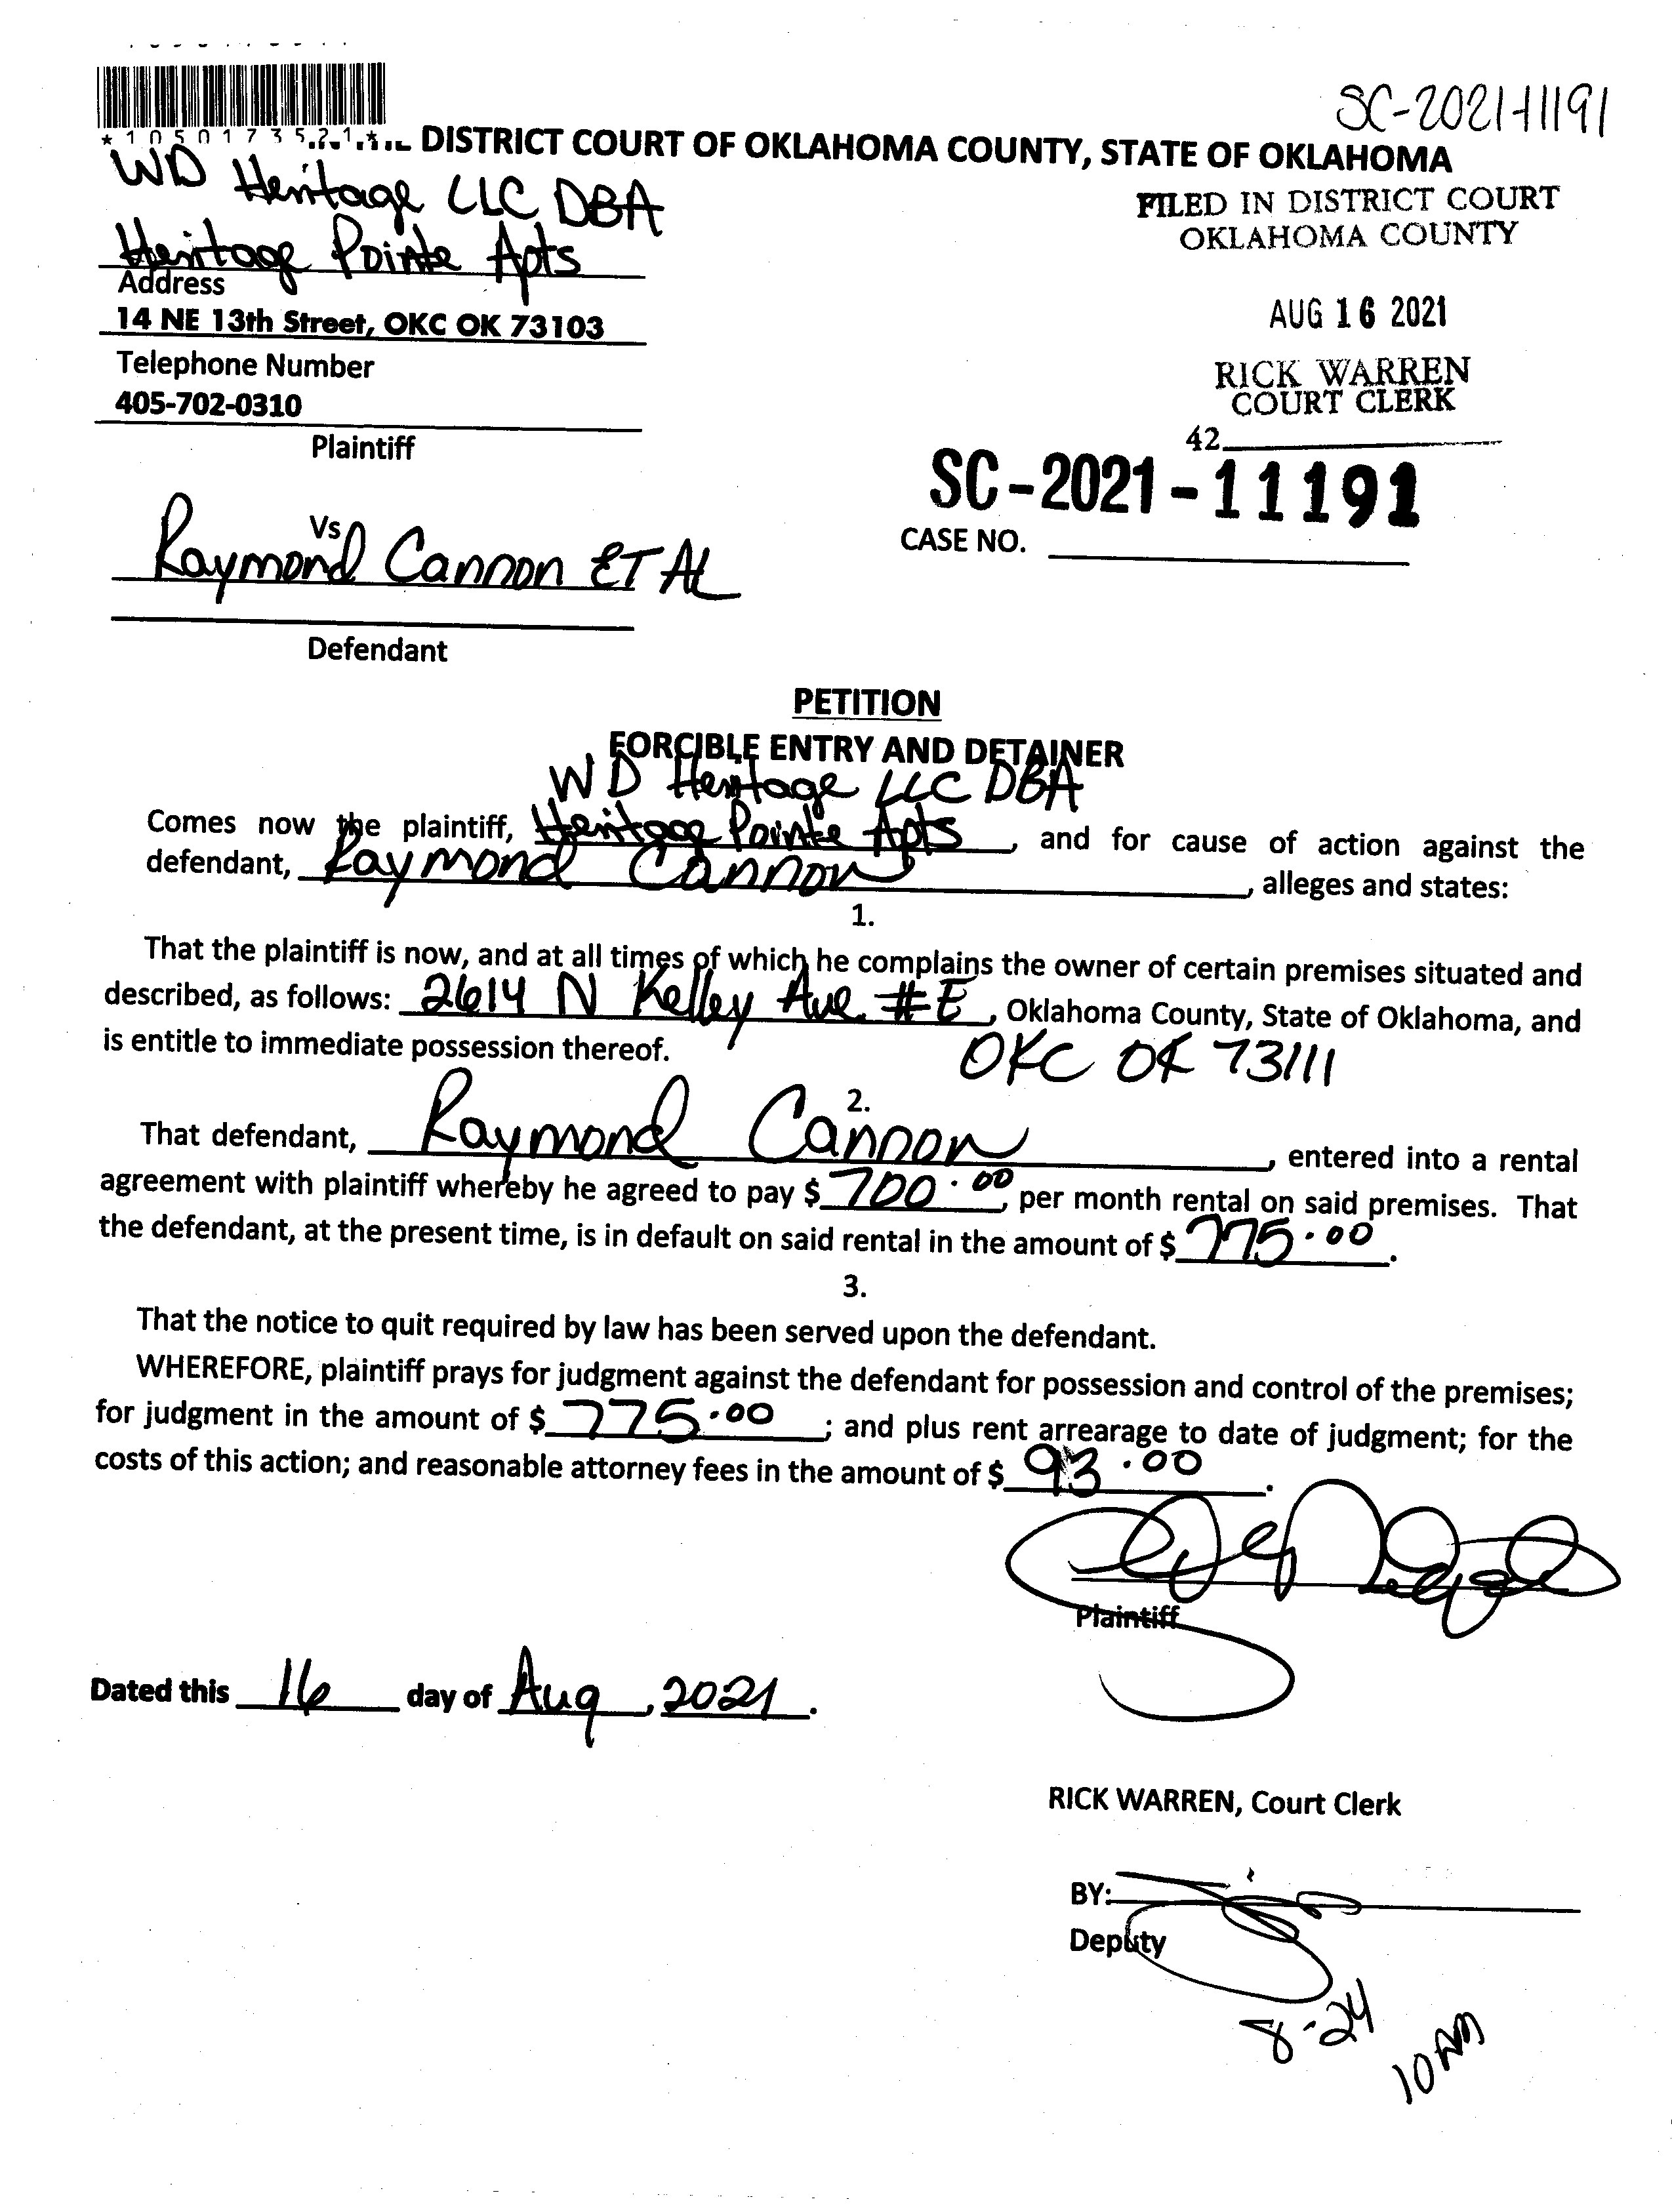 SC-2021-11191
*1050173521*
DISTRICT COURT OF OKLAHOMA COUNTY, STATE OF OKLAHOMA
WD Heritage LLC DBA
Heritage Pointe Apts
Address
14 NE 13th Street, OKC OK 73103
Telephone Number
405-702-0310
Plaintiff
FILED IN DISTRICT COURT
OKLAHOMA COUNTY
AUG 16 2021
RICK WARREN
COURT CLERK
42
SC-2021-11191
CASE NO.
Vs
Raymond Cannon ET AL
Defendant
PETITION
FORCIBLE ENTRY AND DETAINER
WD Heritage LLC DBA
Comes now the plaintiff, Heritage Pointe Apts, and for cause of action against the
defendant, Raymond Cannon, alleges and states:
1.
That the plaintiff is now, and at all times of which he complains the owner of certain premises situated and
described, as follows: 2614 N Kelley Ave. #E, Oklahoma County, State of Oklahoma, and
is entitle to immediate possession thereof. OKC OK 73111
2.
That defendant, Raymond Cannon, entered into a rental
agreement with plaintiff whereby he agreed to pay $ 700.00, per month rental on said premises. That
the defendant, at the present time, is in default on said rental in the amount of $ 775.00.
3.
That the notice to quit required by law has been served upon the defendant.
WHEREFORE, plaintiff prays for judgment against the defendant for possession and control of the premises;
for judgment in the amount of $ 775.00; and plus rent arrearage to date of judgment; for the
costs of this action; and reasonable attorney fees in the amount of $ 93.00.
Plaintiff
Dated this 16 day of Aug, 2021.
RICK WARREN, Court Clerk
BY:
Deputy
8-24
10 AM